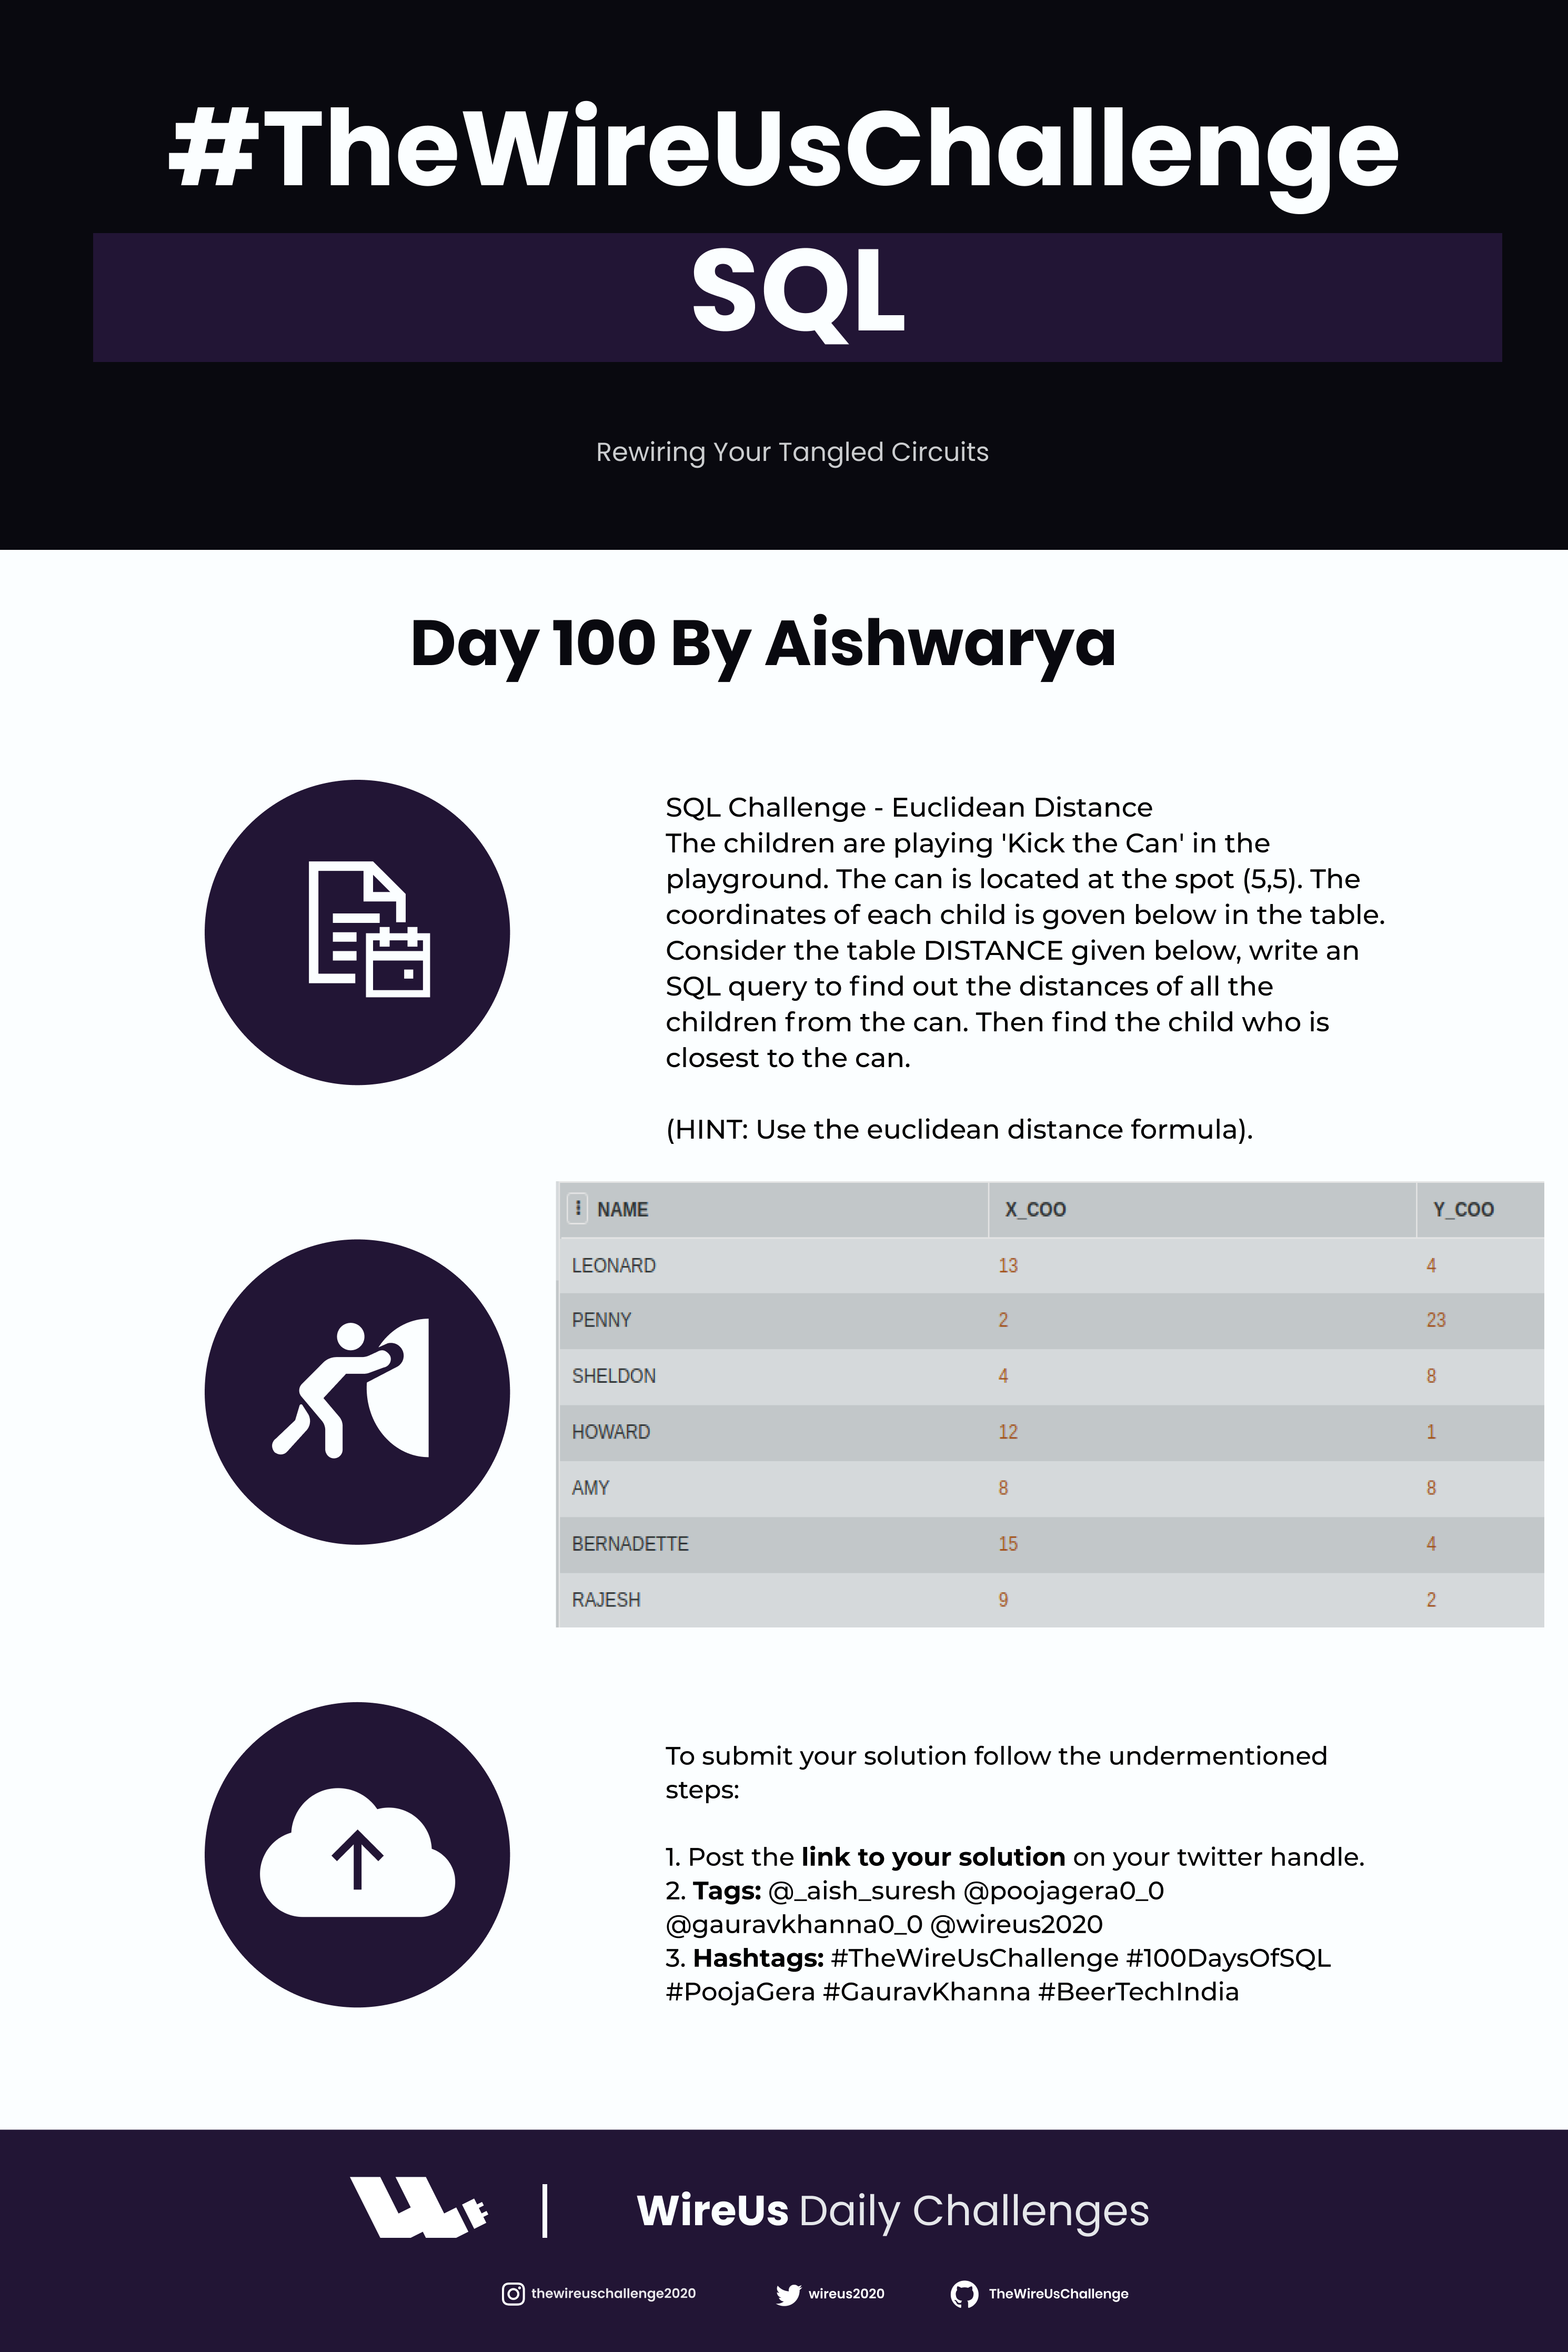 #TheWireUsChallenge
SQL
Rewiring Your Tangled Circuits
Day 100 By Aishwarya
SQL Challenge - Euclidean Distance
The children are playing 'Kick the Can' in the
playground. The can is located at the spot (5,5). The
coordinates of each child is goven below in the table.
Consider the table DISTANCE given below, write an
SQL query to find out the distances of all the
children from the can. Then find the child who is
closest to the can.
(HINT: Use the euclidean distance formula).
NAME X_COO Y_COO
LEONARD 13 4
PENNY 2 23
SHELDON 4 8
HOWARD 12 1
AMY 8 8
BERNADETTE 15 4
RAJESH 9 2
To submit your solution follow the undermentioned
steps:
1. Post the link to your solution on your twitter handle.
2. Tags: @_aish_suresh @poojagera0_0
@gauravkhanna0_0 @wireus2020
3. Hashtags: #TheWireUsChallenge #100DaysOfSQL
#PoojaGera #GauravKhanna #BeerTechIndia
WireUs Daily Challenges
thewireuschallenge2020 wireus2020 TheWireUsChallenge